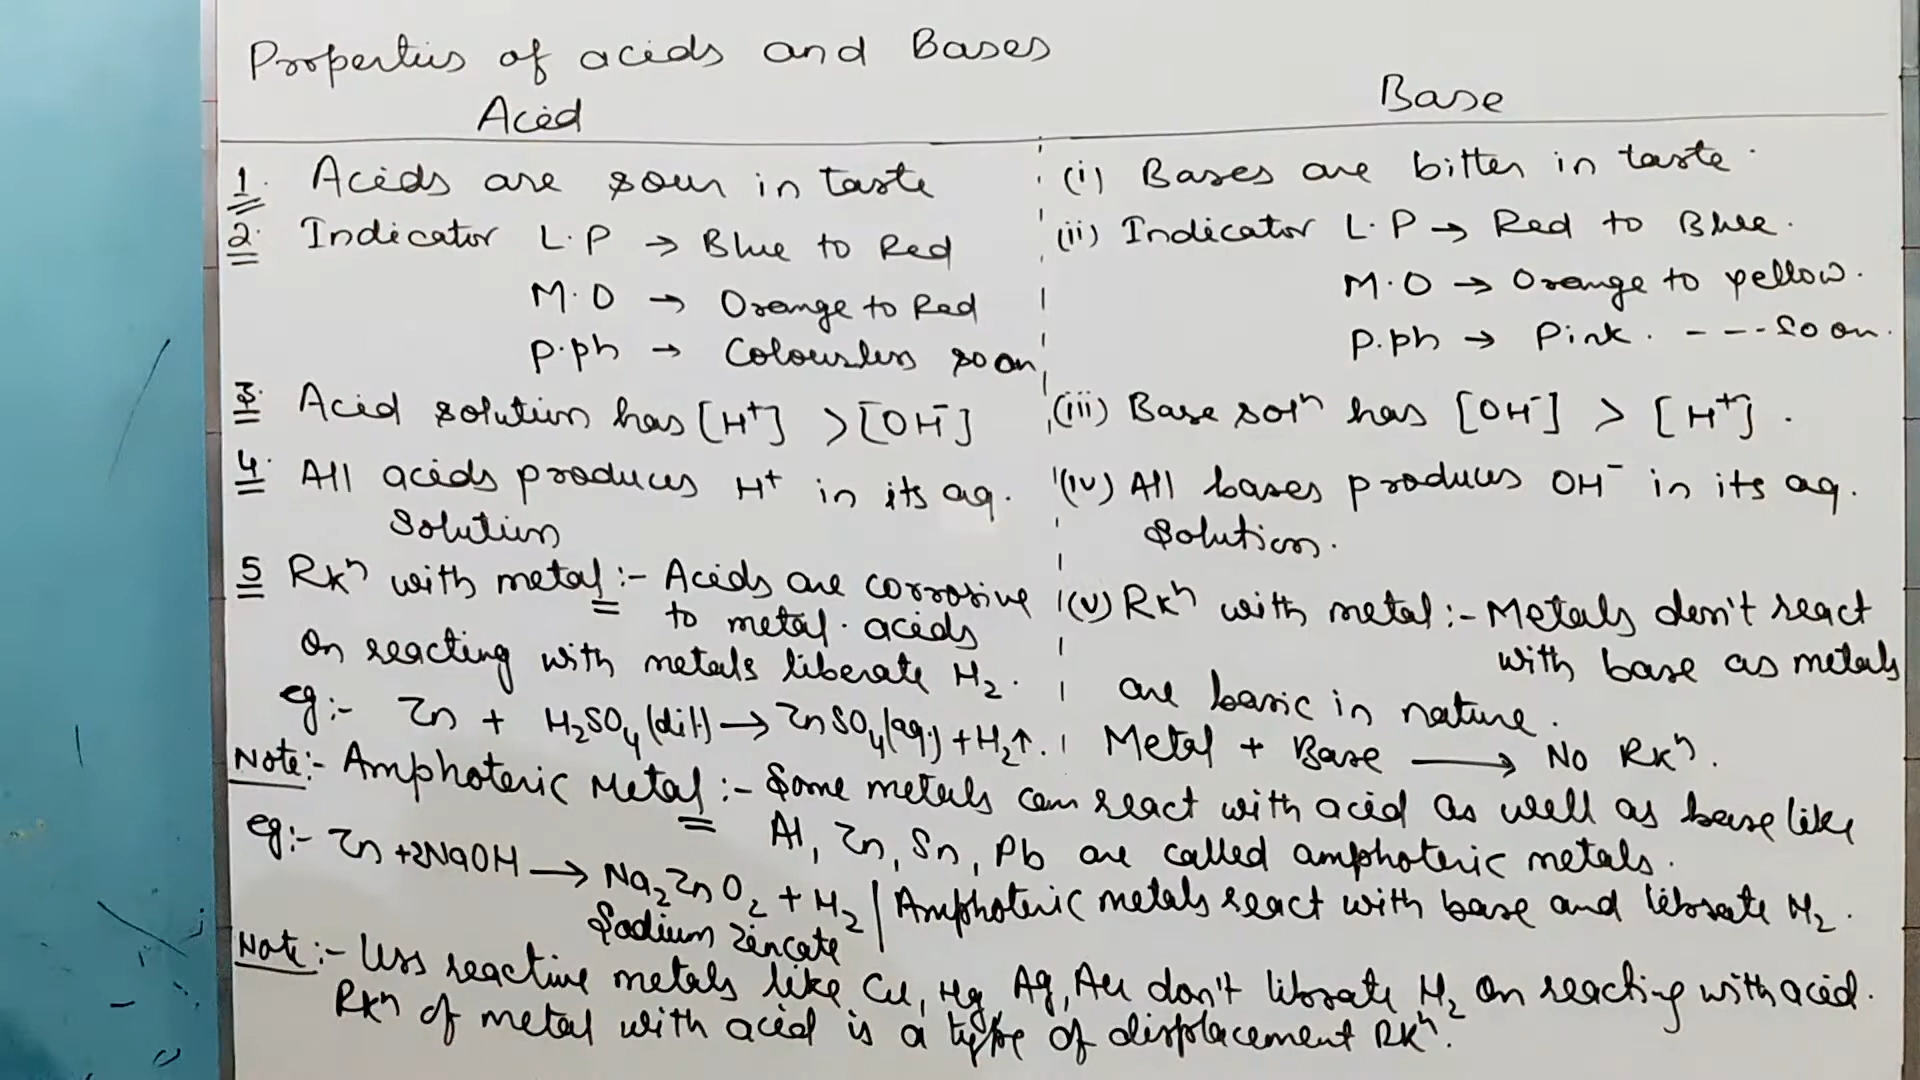 Properties of acids and Bases
Acid
Base
1. Acids are sour in taste
2. Indicator L.P → Blue to Red
M.O → Orange to Red
P.ph → Colourless so on
3. Acid solution has [H⁺] > [OH⁻]
4. All acids produces H⁺ in its aq.
Solution
5 Rxⁿ with metal :- Acids are corrosive
to metal. acids
on reacting with metals liberate H₂.
eg:- Zn + H₂SO₄(dil) → ZnSO₄(aq) + H₂↑.
(i) Bases are bitter in taste.
(ii) Indicator L.P → Red to Blue.
M.O → Orange to yellow.
P.ph → Pink. - - - - so on.
(iii) Base solⁿ has [OH⁻] > [H⁺].
(iv) All bases produces OH⁻ in its aq.
Solution.
(v) Rxⁿ with metal :- Metals don't react
with base as metals
are basic in nature.
Metal + Base → No Rxⁿ.
Note:- Amphoteric Metal :- Some metals can react with acid as well as base like
Al, Zn, Sn, Pb are called amphoteric metals.
eg:- Zn + 2NaOH → Na₂ZnO₂ + H₂
Sodium Zincate
Amphoteric metals react with base and librate H₂.
Note:- Less reactive metals like Cu, Hg, Ag, Au don't librate H₂ on reacting with acid.
Rxⁿ of metal with acid is a type of displacement Rxⁿ.